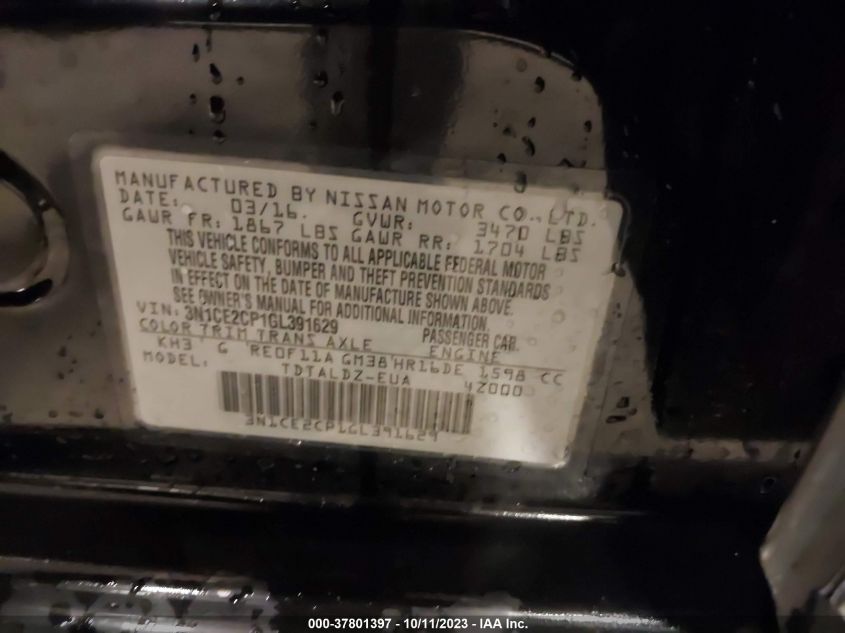 MANUFACTURED BY NISSAN MOTOR CO., LTD.
DATE: 03/16. GVWR: 3470 LBS
GAWR FR: 1867 LBS GAWR RR: 1704 LBS
THIS VEHICLE CONFORMS TO ALL APPLICABLE FEDERAL MOTOR
VEHICLE SAFETY, BUMPER AND THEFT PREVENTION STANDARDS
IN EFFECT ON THE DATE OF MANUFACTURE SHOWN ABOVE.
SEE OWNER'S MANUAL FOR ADDITIONAL INFORMATION.
VIN: 3N1CE2CP1GL391629 PASSENGER CAR.
COLOR TRIM TRANS AXLE ENGINE
KH3 G RE0F11A GM38 HR16DE 1598 CC
MODEL: TDTALDZ-EUA 42000
3N1CE2CP1GL391629
000-37801397 - 10/11/2023 - IAA Inc.